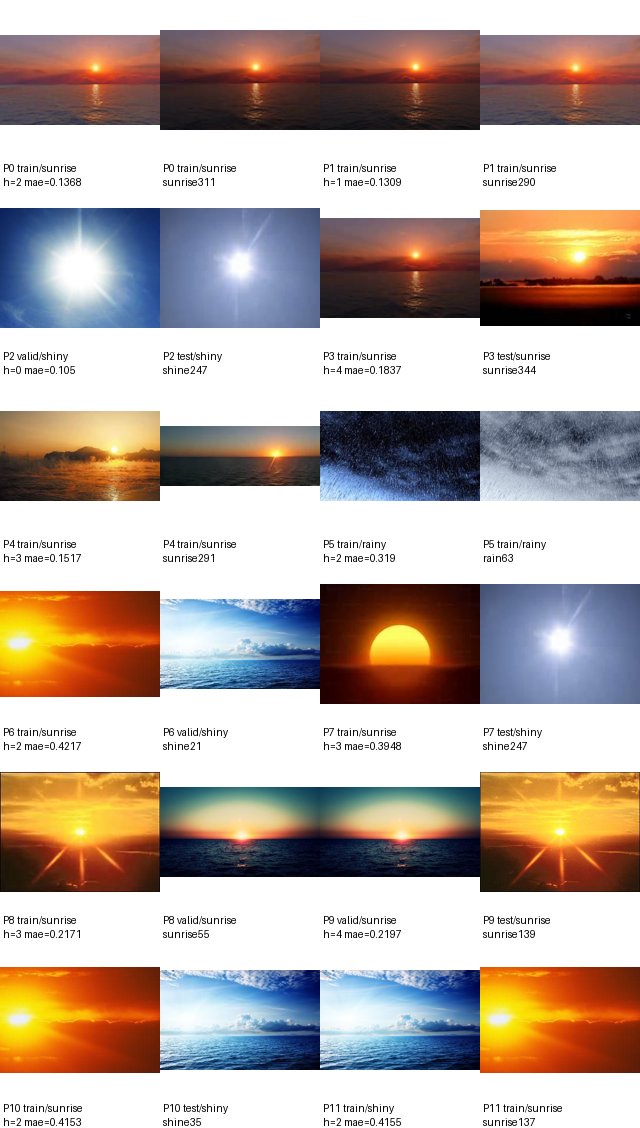 P0 train/sunrise
h=2 mae=0.1368
P0 train/sunrise
sunrise311
P1 train/sunrise
h=1 mae=0.1309
P1 train/sunrise
sunrise290
P2 valid/shiny
h=0 mae=0.105
P2 test/shiny
shine247
P3 train/sunrise
h=4 mae=0.1837
P3 test/sunrise
sunrise344
P4 train/sunrise
h=3 mae=0.1517
P4 train/sunrise
sunrise291
P5 train/rainy
h=2 mae=0.319
P5 train/rainy
rain63
P6 train/sunrise
h=2 mae=0.4217
P6 valid/shiny
shine21
P7 train/sunrise
h=3 mae=0.3948
P7 test/shiny
shine247
P8 train/sunrise
h=3 mae=0.2171
P8 valid/sunrise
sunrise55
P9 valid/sunrise
h=4 mae=0.2197
P9 test/sunrise
sunrise139
P10 train/sunrise
h=2 mae=0.4153
P10 test/shiny
shine35
P11 train/shiny
h=2 mae=0.4155
P11 train/sunrise
sunrise137